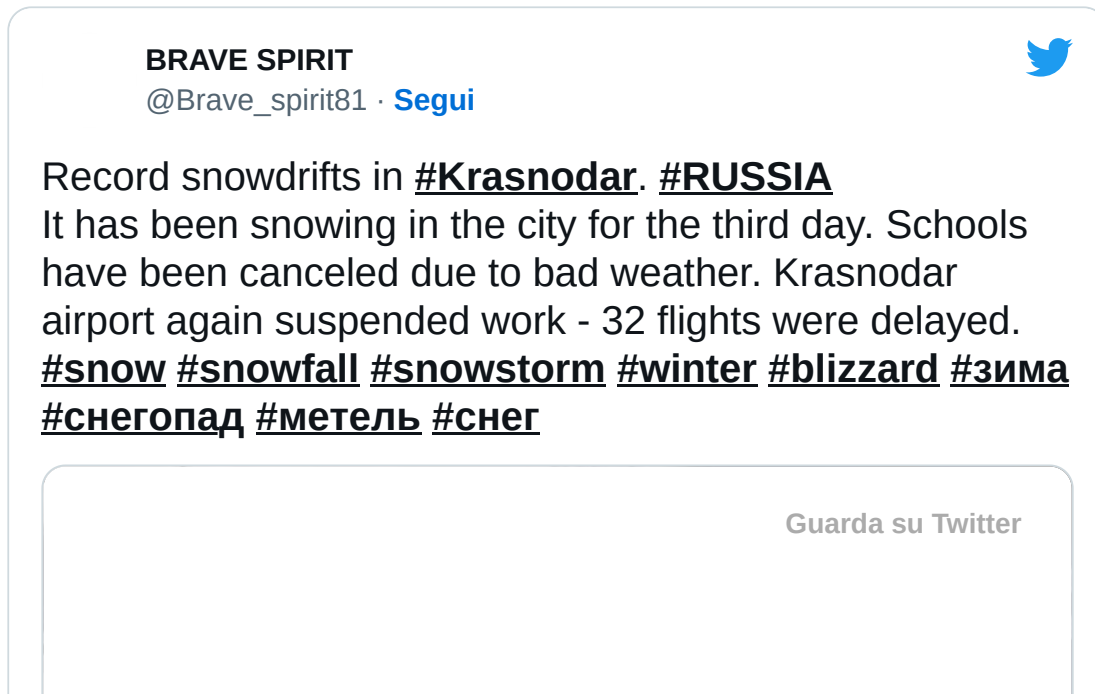 BRAVE SPIRIT
@Brave_spirit81 · Segui
Record snowdrifts in #Krasnodar. #RUSSIA
It has been snowing in the city for the third day. Schools
have been canceled due to bad weather. Krasnodar
airport again suspended work - 32 flights were delayed.
#snow #snowfall #snowstorm #winter #blizzard #зима
#снегопад #метель #снег
Guarda su Twitter